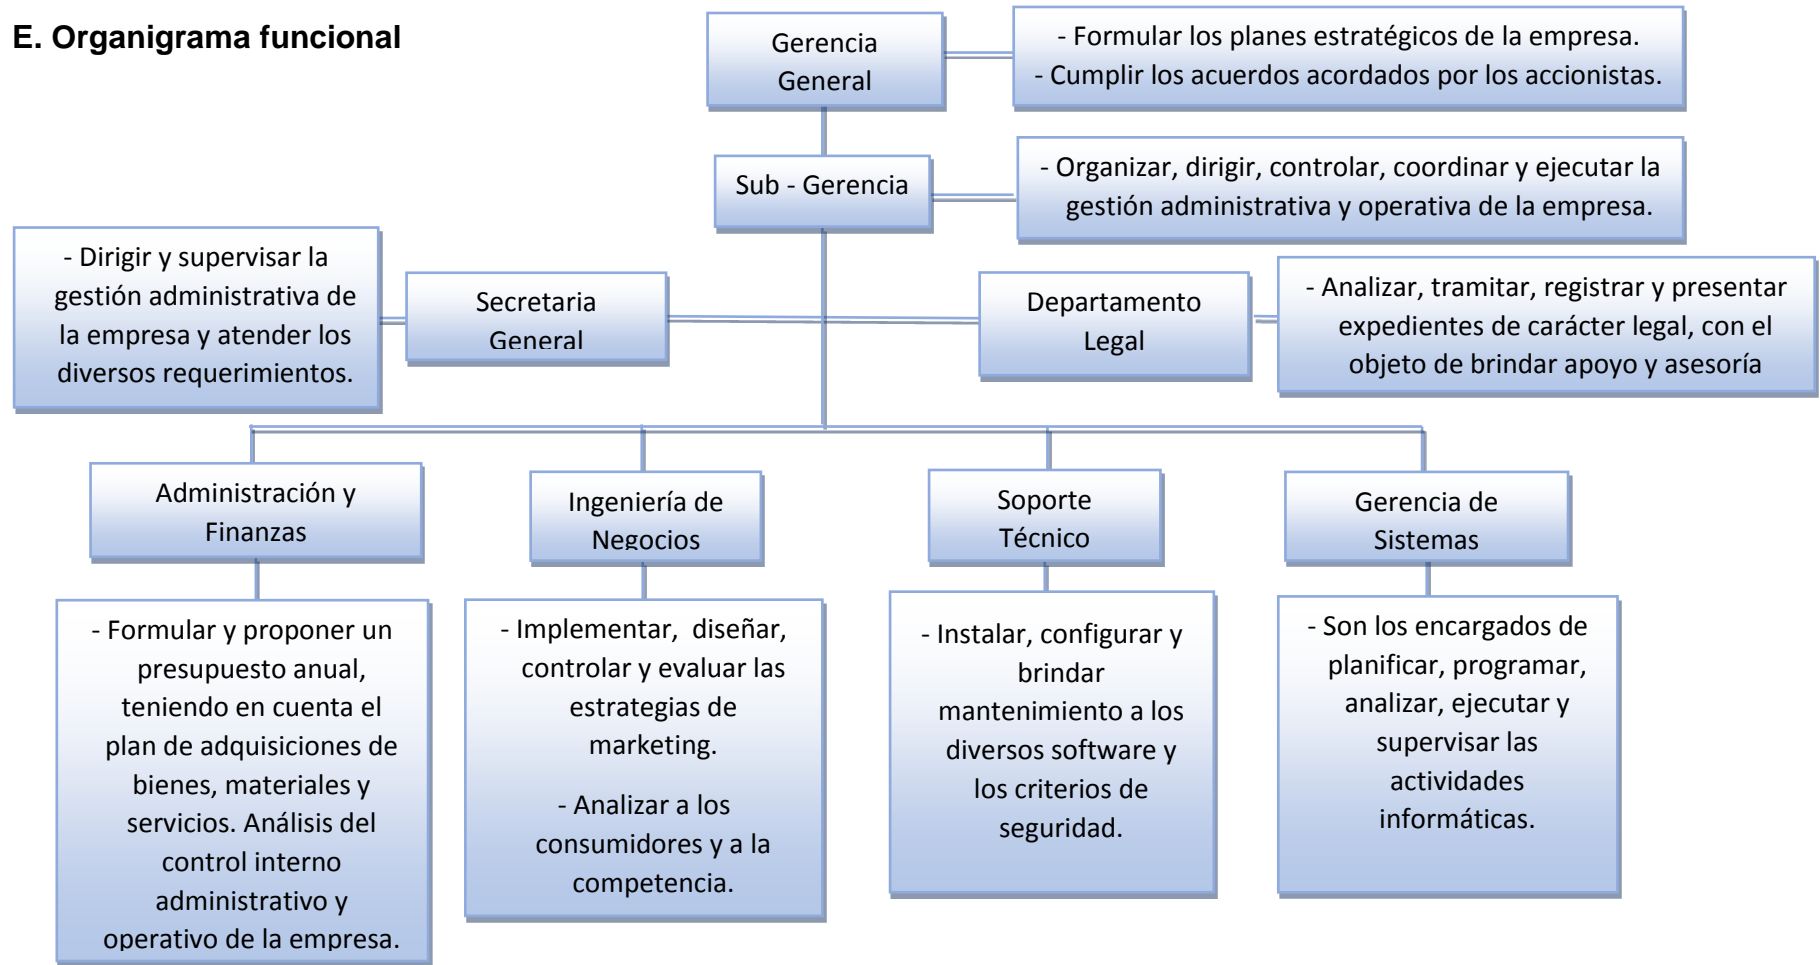 E. Organigrama funcional
Gerencia
General
- Formular los planes estratégicos de la empresa.
- Cumplir los acuerdos acordados por los accionistas.
Sub - Gerencia
- Organizar, dirigir, controlar, coordinar y ejecutar la
gestión administrativa y operativa de la empresa.
- Dirigir y supervisar la
gestión administrativa de
la empresa y atender los
diversos requerimientos.
Secretaria
General
Departamento
Legal
- Analizar, tramitar, registrar y presentar
expedientes de carácter legal, con el
objeto de brindar apoyo y asesoría
Administración y
Finanzas
Ingeniería de
Negocios
Soporte
Técnico
Gerencia de
Sistemas
- Formular y proponer un
presupuesto anual,
teniendo en cuenta el
plan de adquisiciones de
bienes, materiales y
servicios. Análisis del
control interno
administrativo y
operativo de la empresa.
- Implementar, diseñar,
controlar y evaluar las
estrategias de
marketing.
- Analizar a los
consumidores y a la
competencia.
- Instalar, configurar y
brindar
mantenimiento a los
diversos software y
los criterios de
seguridad.
- Son los encargados de
planificar, programar,
analizar, ejecutar y
supervisar las
actividades
informáticas.